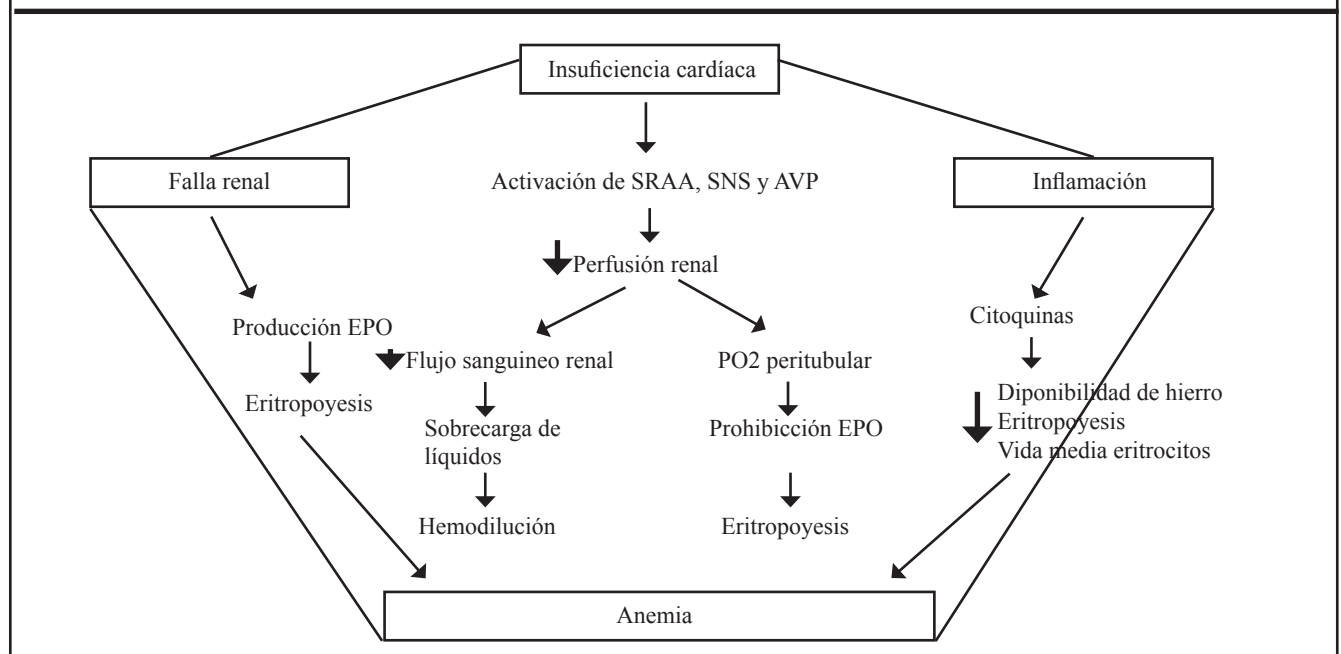 Insuficiencia cardíaca
Falla renal
Activación de SRAA, SNS y AVP
Inflamación
Perfusión renal
Producción EPO
Eritropoyesis
Flujo sanguineo renal
Sobrecarga de
líquidos
Hemodilución
PO2 peritubular
Prohibicción EPO
Eritropoyesis
Citoquinas
Diponibilidad de hierro
Eritropoyesis
Vida media eritrocitos
Anemia